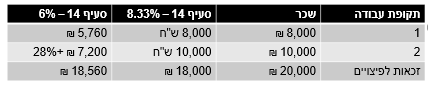 תקופת עבודה שכר סעיף 14 – 8.33% סעיף 14 – 6%
1 8,000 ₪ 8,000 ש"ח 5,760 ₪
2 10,000 ₪ 10,000 ש"ח 7,200 ₪ +28%
זכאות לפיצויים 20,000 ₪ 18,000 ₪ 18,560 ₪